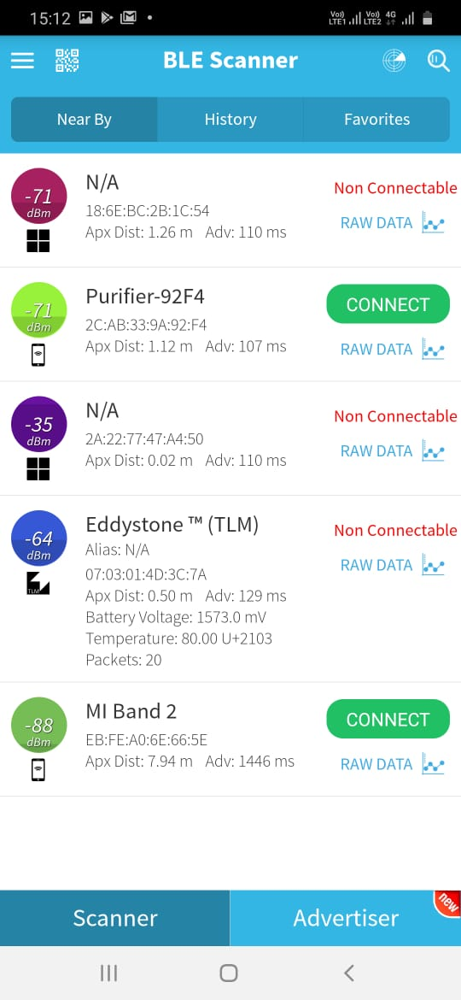 15:12
Vo)) LTE1 Vo)) LTE2 4G
BLE Scanner
Near By History Favorites
-71 dBm
N/A
18:6E:BC:2B:1C:54
Apx Dist: 1.26 m Adv: 110 ms
Non Connectable
RAW DATA
-71 dBm
Purifier-92F4
2C:AB:33:9A:92:F4
Apx Dist: 1.12 m Adv: 107 ms
CONNECT
RAW DATA
-35 dBm
N/A
2A:22:77:47:A4:50
Apx Dist: 0.02 m Adv: 110 ms
Non Connectable
RAW DATA
-64 dBm
TLM
Eddystone ™ (TLM)
Alias: N/A
07:03:01:4D:3C:7A
Apx Dist: 0.50 m Adv: 129 ms
Battery Voltage: 1573.0 mV
Temperature: 80.00 U+2103
Packets: 20
Non Connectable
RAW DATA
-88 dBm
MI Band 2
EB:FE:A0:6E:66:5E
Apx Dist: 7.94 m Adv: 1446 ms
CONNECT
RAW DATA
Scanner Advertiser
new